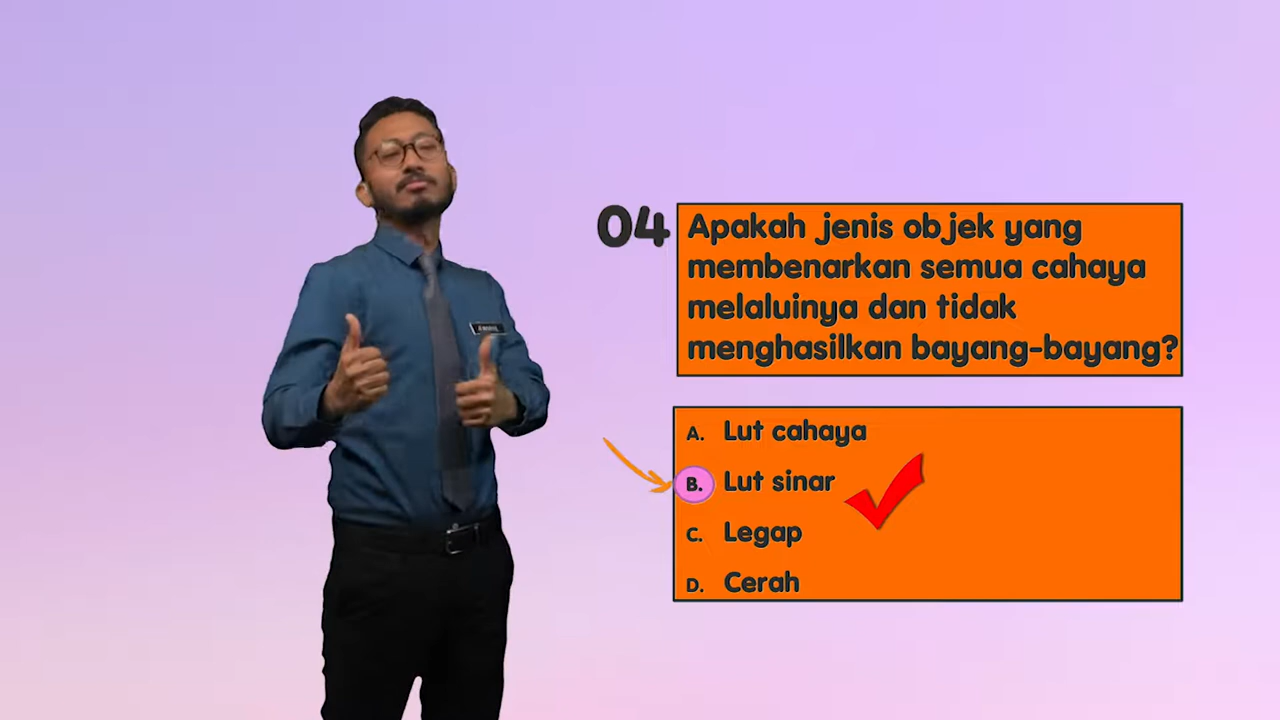 04
Apakah jenis objek yang
membenarkan semua cahaya
melaluinya dan tidak
menghasilkan bayang-bayang?
A. Lut cahaya
B. Lut sinar
C. Legap
D. Cerah